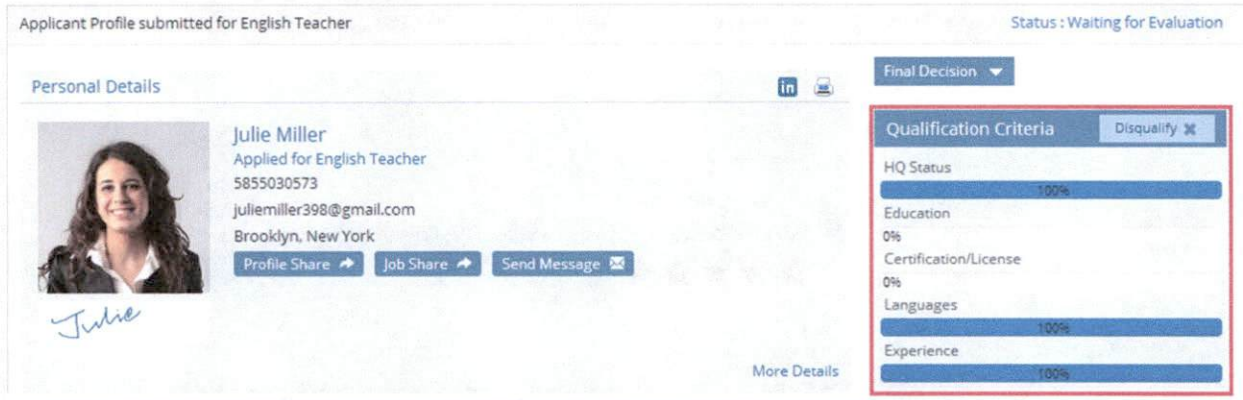 Applicant Profile submitted for English Teacher
Status : Waiting for Evaluation
Personal Details
in
Final Decision
Julie Miller
Applied for English Teacher
5855030573
juliemiller398@gmail.com
Brooklyn, New York
Profile Share
Job Share
Send Message
Julie
More Details
Qualification Criteria
Disqualify
HQ Status
100%
Education
0%
Certification/License
0%
Languages
100%
Experience
100%